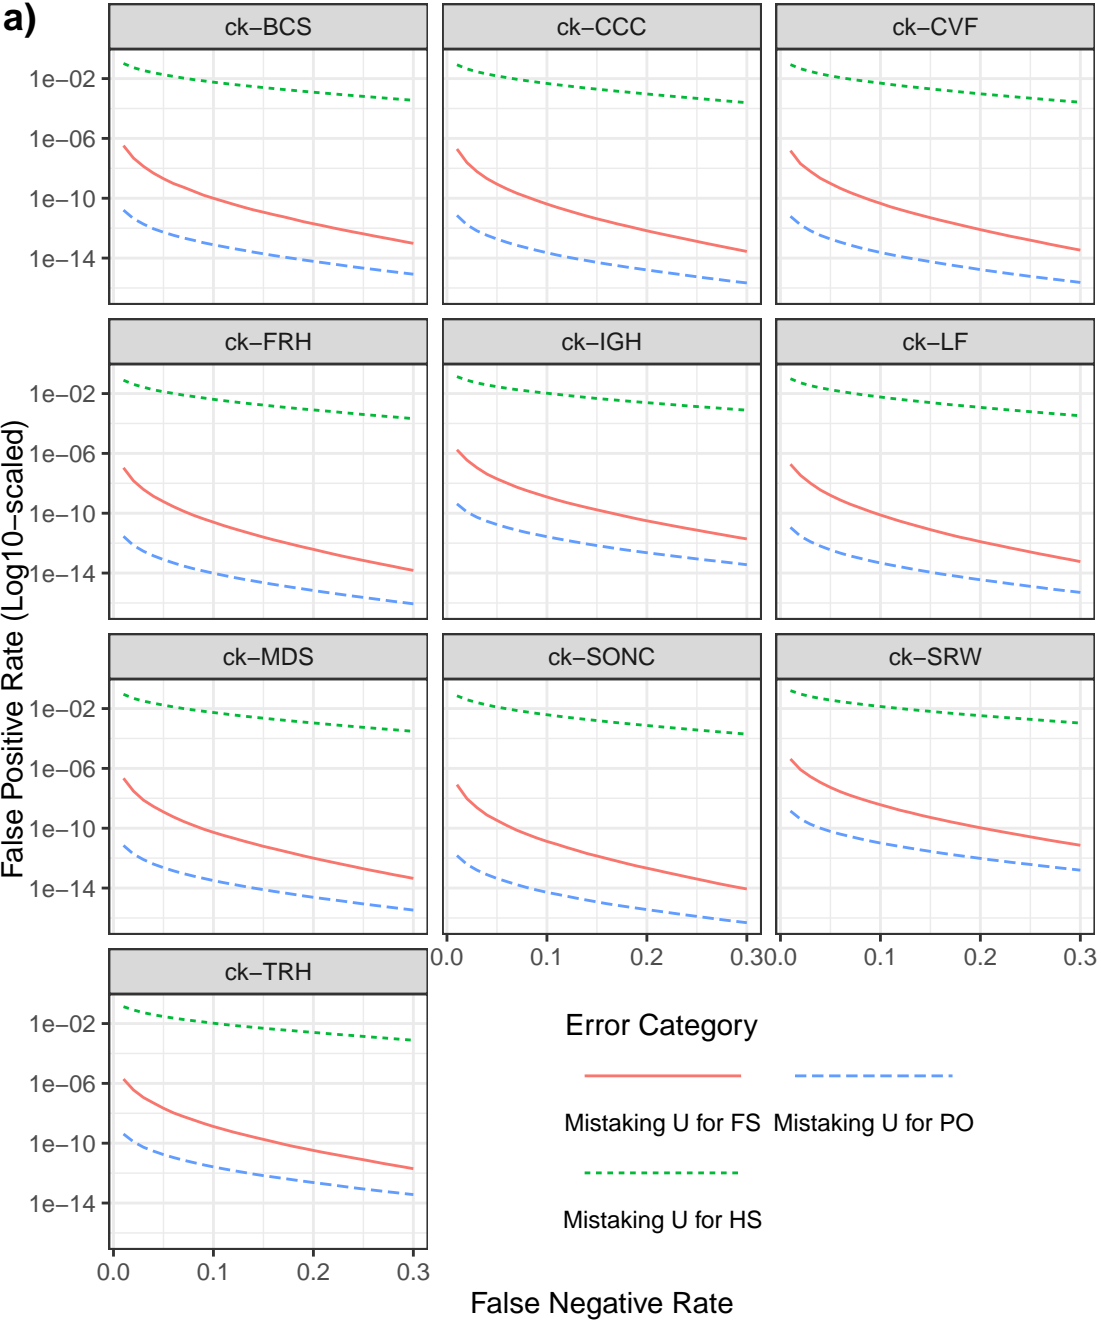 a)
ck−BCS ck−CCC ck−CVF
1e−02
1e−06
1e−10
1e−14
ck−FRH ck−IGH ck−LF
1e−02
1e−06
1e−10
1e−14
False Positive Rate (Log10−scaled)
ck−MDS ck−SONC ck−SRW
1e−02
1e−06
1e−10
1e−14
0.0 0.1 0.2 0.3 0.0 0.1 0.2 0.3
ck−TRH
1e−02
1e−06
1e−10
1e−14
0.0 0.1 0.2 0.3
Error Category
Mistaking U for FS Mistaking U for PO
Mistaking U for HS
False Negative Rate